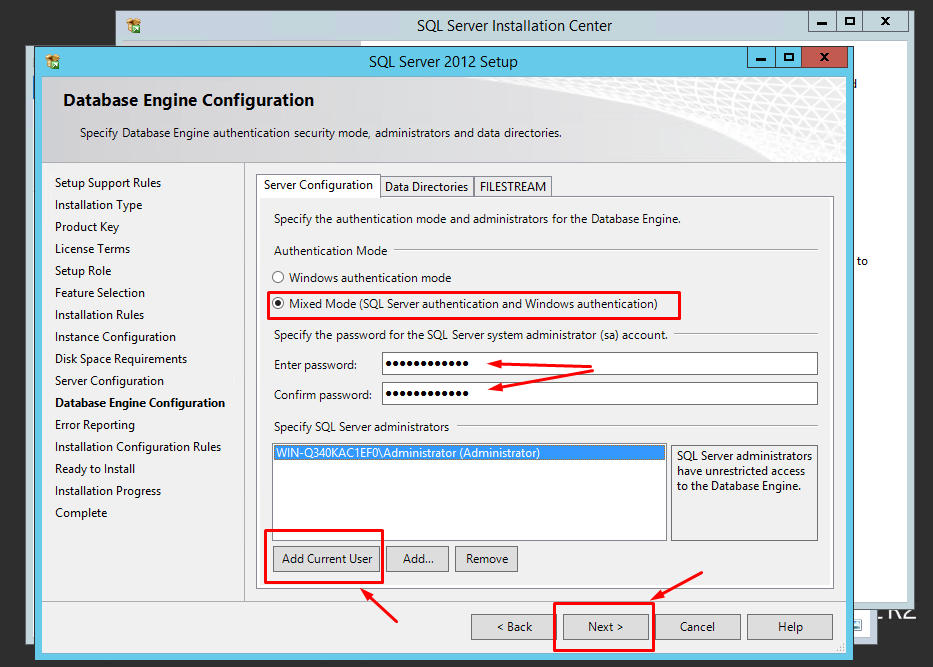 SQL Server Installation Center
SQL Server 2012 Setup
Database Engine Configuration
Specify Database Engine authentication security mode, administrators and data directories.
Setup Support Rules
Installation Type
Product Key
License Terms
Setup Role
Feature Selection
Installation Rules
Instance Configuration
Disk Space Requirements
Server Configuration
Database Engine Configuration
Error Reporting
Installation Configuration Rules
Ready to Install
Installation Progress
Complete
Server Configuration Data Directories FILESTREAM
Specify the authentication mode and administrators for the Database Engine.
Authentication Mode
Windows authentication mode
Mixed Mode (SQL Server authentication and Windows authentication)
Specify the password for the SQL Server system administrator (sa) account.
Enter password: ●●●●●●●●●●●●
Confirm password: ●●●●●●●●●●●●
Specify SQL Server administrators
WIN-Q340KAC1EF0\Administrator (Administrator)
SQL Server administrators
have unrestricted access
to the Database Engine.
Add Current User Add... Remove
< Back Next > Cancel Help
to